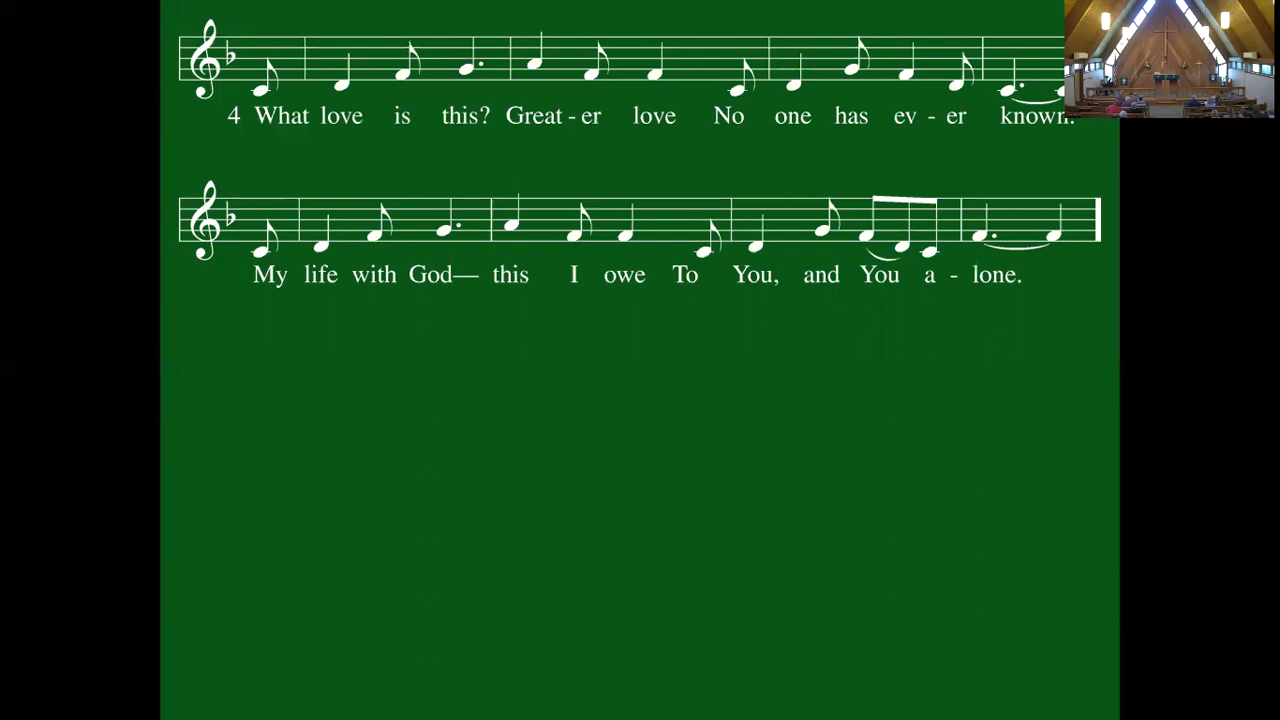 4 What love is this? Great - er love No one has ev - er known.
My life with God— this I owe To You, and You a - lone.